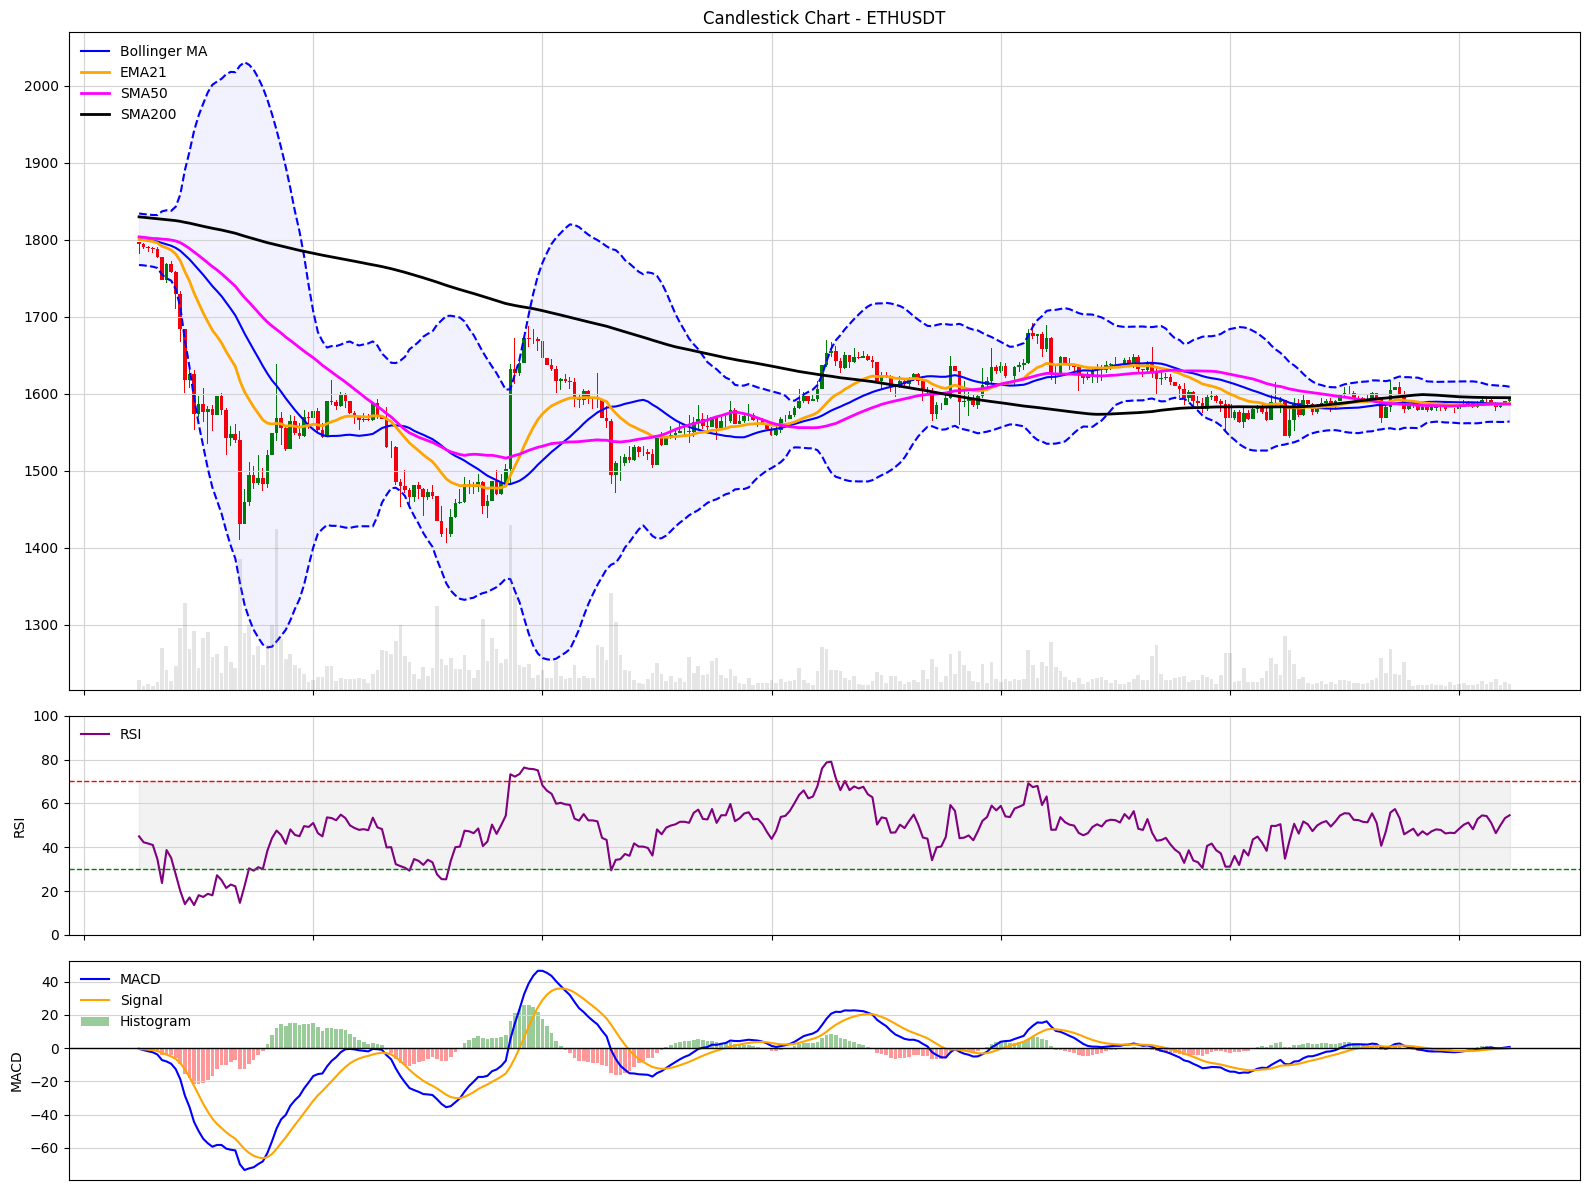 Candlestick Chart - ETHUSDT
Bollinger MA
EMA21
SMA50
SMA200
2000
1900
1800
1700
1600
1500
1400
1300
RSI
100
80
60
40
20
0
RSI
MACD
Signal
Histogram
40
20
0
−20
−40
−60
MACD